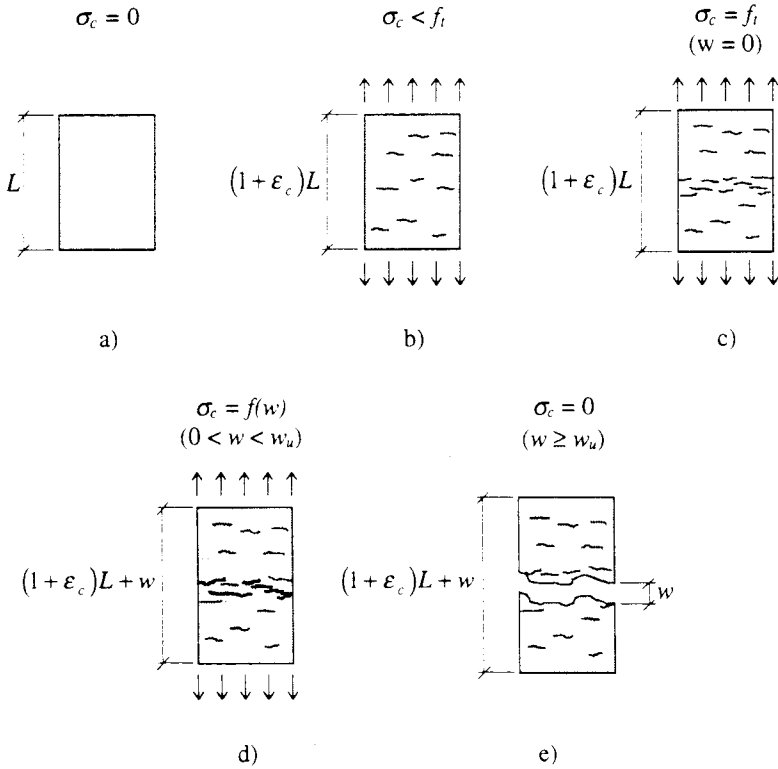 σc = 0
σc < ft
σc = ft
(w = 0)
L
(1 + εc)L
(1 + εc)L
a)
b)
c)
σc = f(w)
(0 < w < wu)
σc = 0
(w ≥ wu)
(1 + εc)L + w
(1 + εc)L + w
w
d)
e)